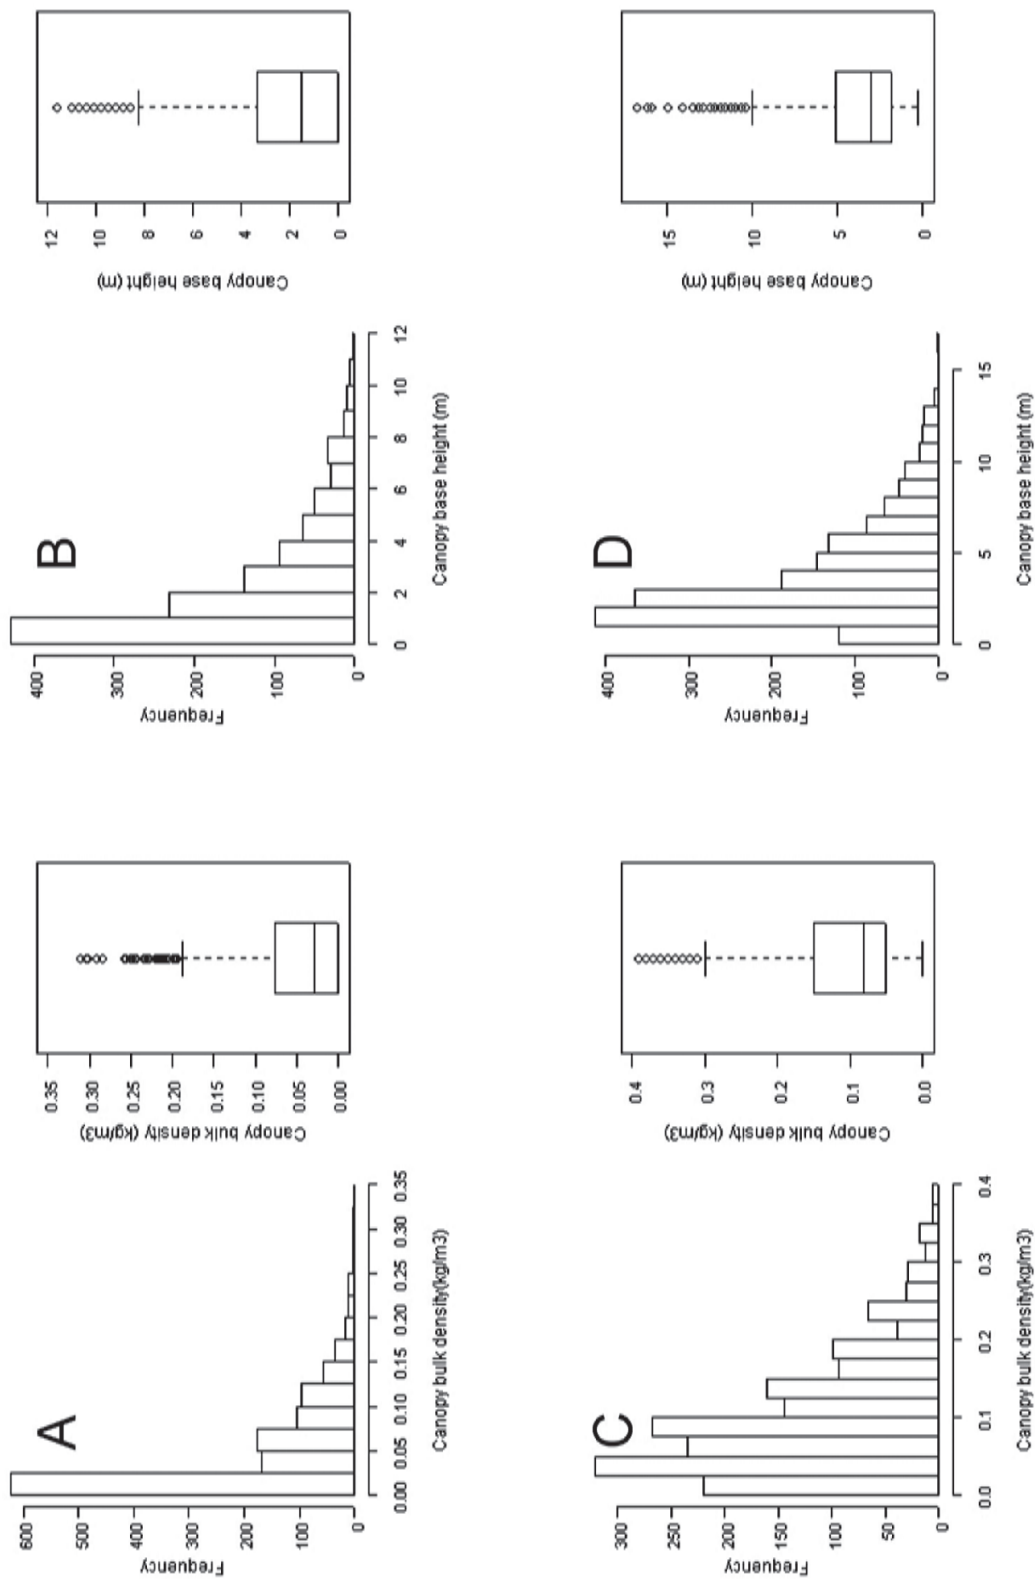 A
Frequency
600
500
400
300
200
100
0
0.00 0.05 0.10 0.15 0.20 0.25 0.30 0.35
Canopy bulk density(kg/m3)
Canopy bulk density (kg/m3)
0.35
0.30
0.25
0.20
0.15
0.10
0.05
0.00
B
Frequency
400
300
200
100
0
0 2 4 6 8 10 12
Canopy base height (m)
Canopy base height (m)
12
10
8
6
4
2
0
C
Frequency
300
250
200
150
100
50
0
0.0 0.1 0.2 0.3 0.4
Canopy bulk density(kg/m3)
Canopy bulk density (kg/m3)
0.4
0.3
0.2
0.1
0.0
D
Frequency
400
300
200
100
0
0 5 10 15
Canopy base height (m)
Canopy base height (m)
15
10
5
0